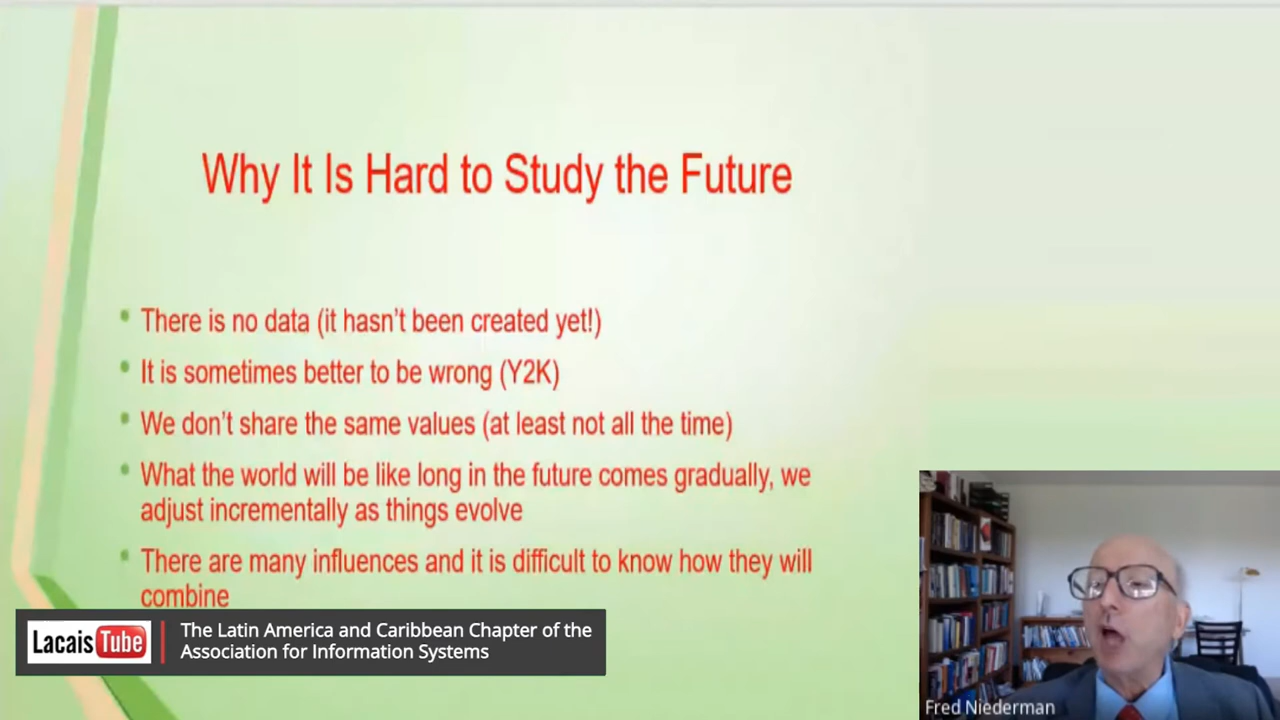 Why It Is Hard to Study the Future
There is no data (it hasn't been created yet!)
It is sometimes better to be wrong (Y2K)
We don't share the same values (at least not all the time)
What the world will be like long in the future comes gradually, we
adjust incrementally as things evolve
There are many influences and it is difficult to know how they will
combine
LacaisTube
The Latin America and Caribbean Chapter of the
Association for Information Systems
Fred Niederman